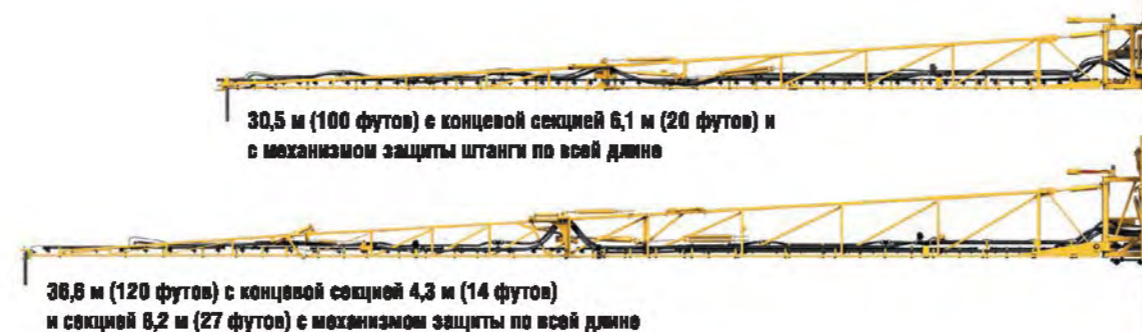 30,5 м (100 футов) с концевой секцией 6,1 м (20 футов) и
с механизмом защиты штанги по всей длине
36,6 м (120 футов) с концевой секцией 4,3 м (14 футов)
и секцией 8,2 м (27 футов) с механизмом защиты по всей длине